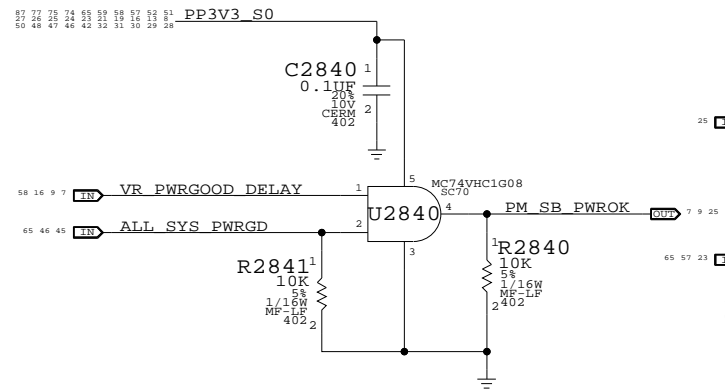 87 77 75 74 65 59 58 57 52 51
27 26 25 24 23 21 19 16 13 8
50 48 47 46 42 32 31 30 29 28
PP3V3_S0
C2840
1
0.1UF
20%
10V
CERM
402
2
25
5
MC74VHC1G08
SC70
58 16 9 7
IN
VR_PWRGOOD_DELAY
1
U2840
4
PM_SB_PWROK
OUT
7 9 25
65 46 45
IN
ALL_SYS_PWRGD
2
3
R2841
1
10K
5%
1/16W
MF-LF
402
2
1
R2840
10K
5%
1/16W
MF-LF
402
2
65 57 23